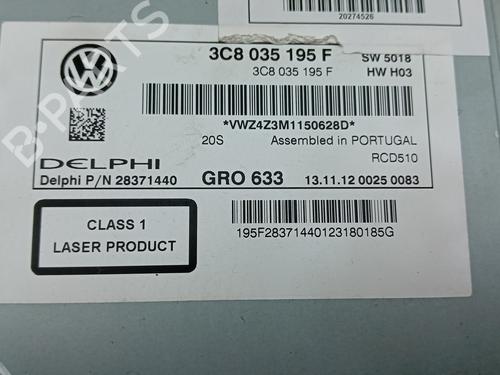 20274526
3C8 035 195 F SW 5018
3C8 035 195 F HW H03
*VWZ4Z3M1150628D*
20S Assembled in PORTUGAL
RCD510
DELPHI
Delphi P/N 28371440 GRO 633 13.11.12 0025 0083
CLASS 1
LASER PRODUCT
195F28371440123180185G
B-PARTS